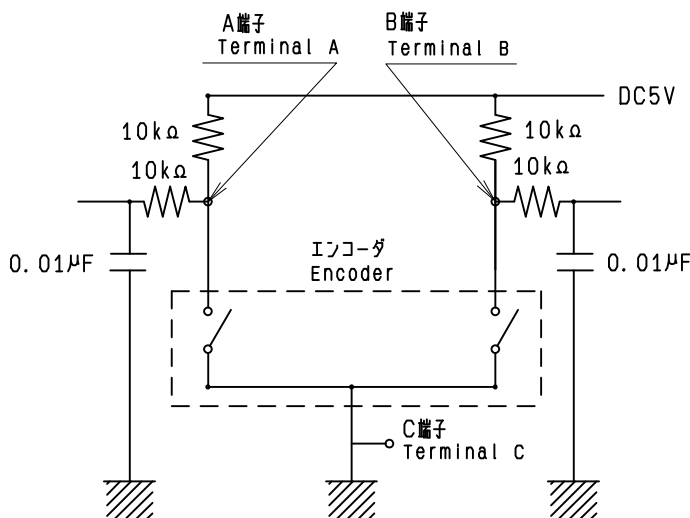 A端子
Terminal A
B端子
Terminal B
DC5V
10kΩ
10kΩ
10kΩ
10kΩ
エンコーダ
Encoder
0.01μF
0.01μF
C端子
Terminal C